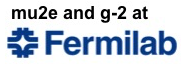 mu2e and g-2 at
Fermilab